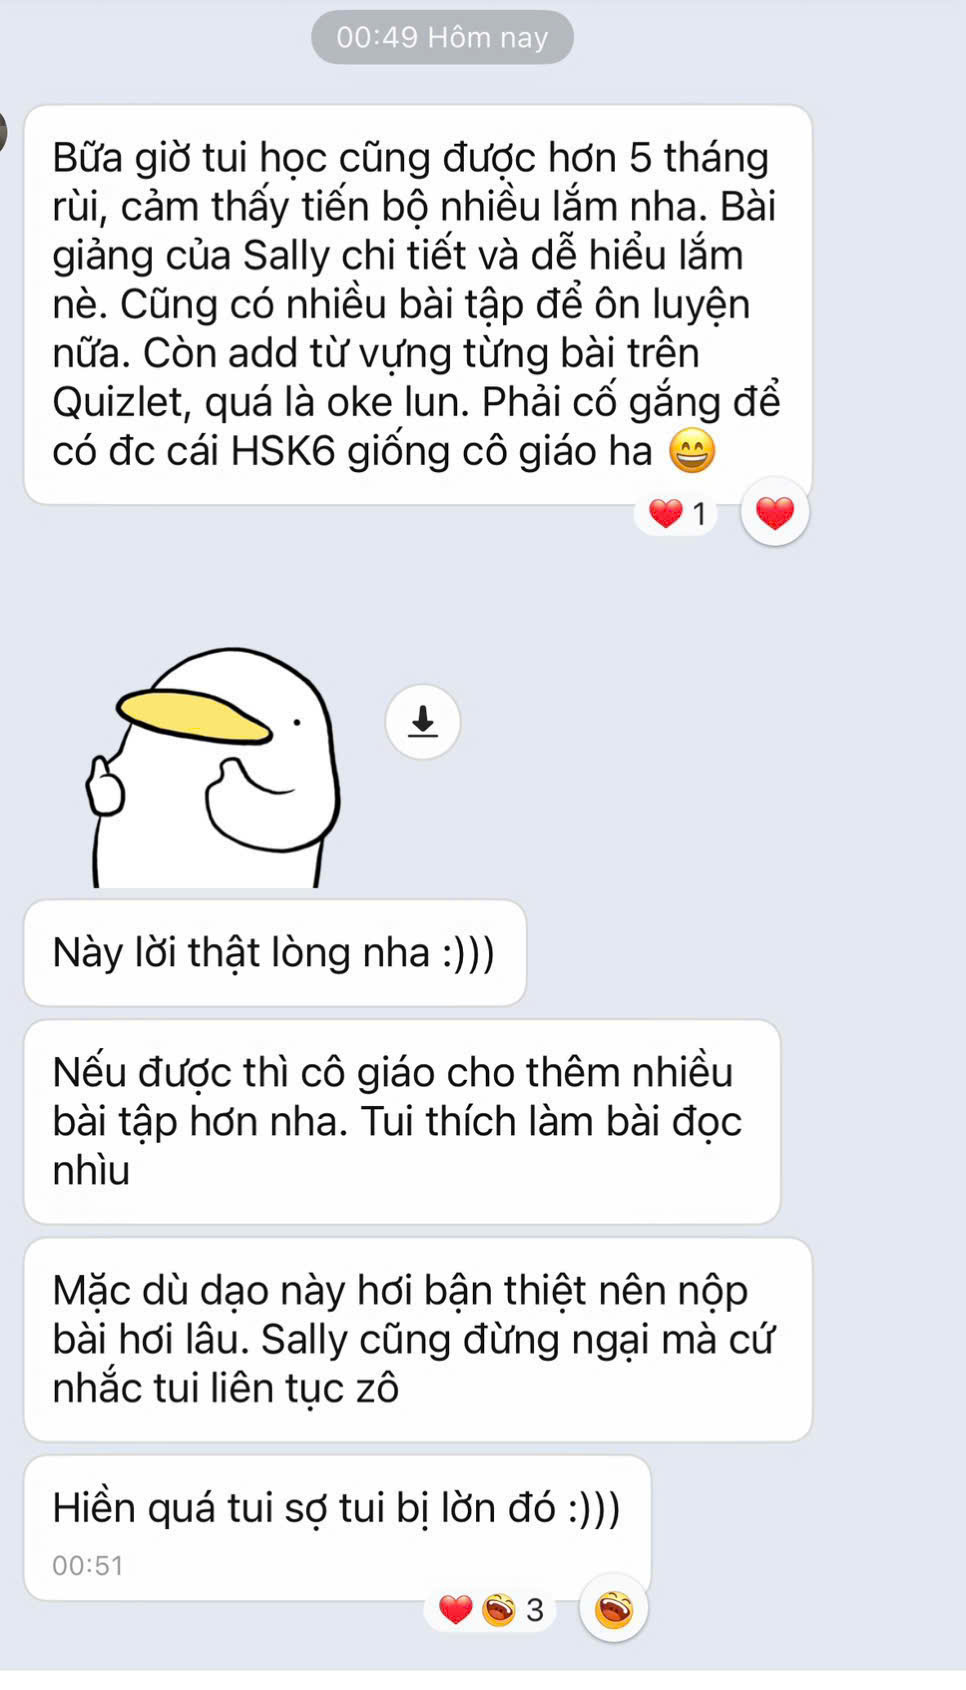 00:49 Hôm nay
Bữa giờ tui học cũng được hơn 5 tháng
rùi, cảm thấy tiến bộ nhiều lắm nha. Bài
giảng của Sally chi tiết và dễ hiểu lắm
nè. Cũng có nhiều bài tập để ôn luyện
nữa. Còn add từ vựng từng bài trên
Quizlet, quá là oke lun. Phải cố gắng để
có đc cái HSK6 giống cô giáo ha 😄
❤️ 1 ❤️
Này lời thật lòng nha :)))
Nếu được thì cô giáo cho thêm nhiều
bài tập hơn nha. Tui thích làm bài đọc
nhìu
Mặc dù dạo này hơi bận thiệt nên nộp
bài hơi lâu. Sally cũng đừng ngại mà cứ
nhắc tui liên tục zô
Hiền quá tui sợ tui bị lờn đó :)))
00:51
❤️ 🤣 3 🤣